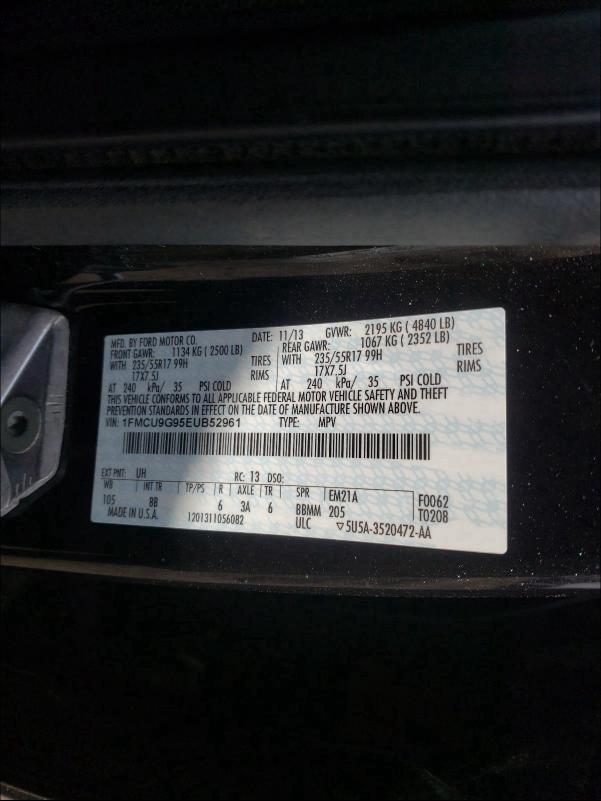 MFD. BY FORD MOTOR CO. DATE: 11/13 GVWR: 2195 KG ( 4840 LB)
FRONT GAWR: 1134 KG ( 2500 LB) REAR GAWR: 1067 KG ( 2352 LB)
WITH 235/55R17 99H TIRES WITH 235/55R17 99H TIRES
17X7.5J RIMS 17X7.5J RIMS
AT 240 kPa/ 35 PSI COLD AT 240 kPa/ 35 PSI COLD
THIS VEHICLE CONFORMS TO ALL APPLICABLE FEDERAL MOTOR VEHICLE SAFETY AND THEFT
PREVENTION STANDARDS IN EFFECT ON THE DATE OF MANUFACTURE SHOWN ABOVE.
VIN: 1FMCU9G95EUB52961 TYPE: MPV
EXT PNT: UH RC: 13 DSO:
WB INT TR TP/PS R AXLE TR SPR EM21A F0062
105 8B 6 3A 6 BBMM 205 T0208
MADE IN U.S.A. 1201311056082 ULC ▽5U5A-3520472-AA